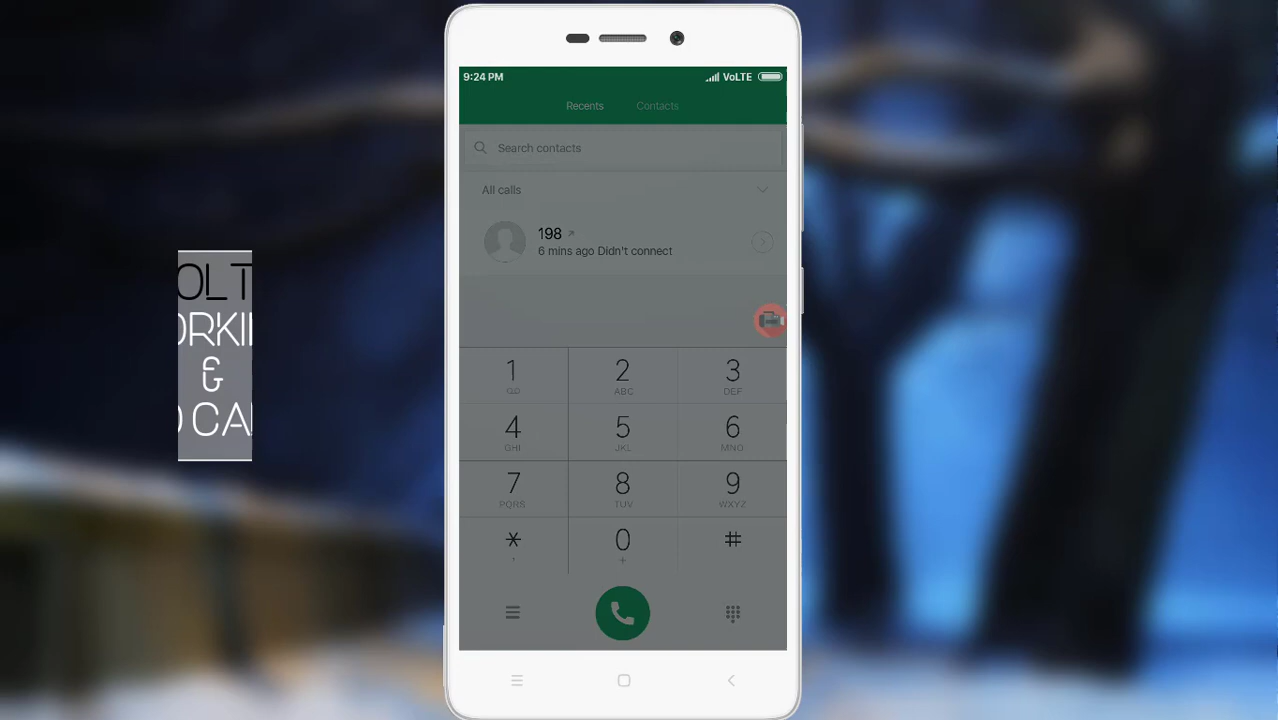 9:24 PM VoLTE
Recents Contacts
Search contacts
All calls
198
6 mins ago Didn't connect
OLT
ORKI
&
CA
1 2 ABC 3 DEF
4 GHI 5 JKL 6 MNO
7 PQRS 8 TUV 9 WXYZ
* , 0 + #